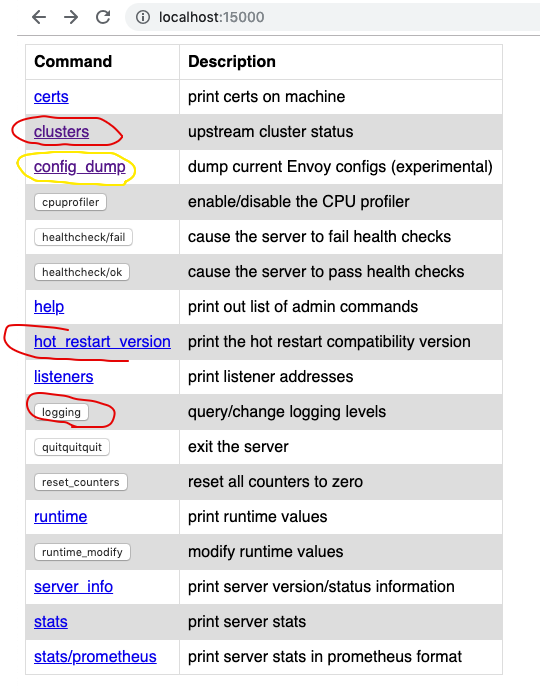 localhost:15000
Command Description
certs print certs on machine
clusters upstream cluster status
config_dump dump current Envoy configs (experimental)
cpuprofiler enable/disable the CPU profiler
healthcheck/fail cause the server to fail health checks
healthcheck/ok cause the server to pass health checks
help print out list of admin commands
hot_restart_version print the hot restart compatibility version
listeners print listener addresses
logging query/change logging levels
quitquitquit exit the server
reset_counters reset all counters to zero
runtime print runtime values
runtime_modify modify runtime values
server_info print server version/status information
stats print server stats
stats/prometheus print server stats in prometheus format